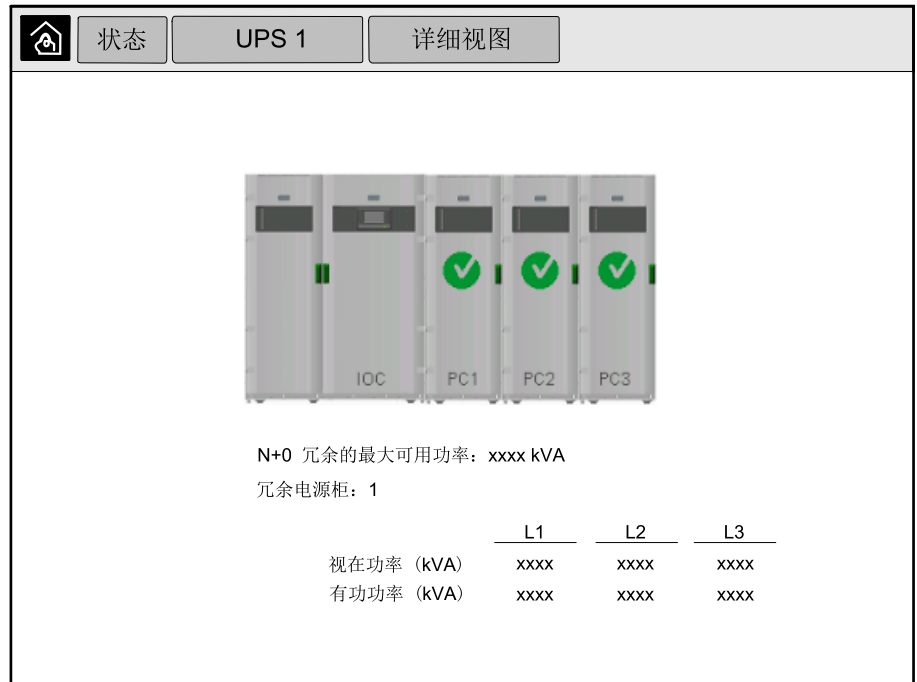 状态 UPS 1 详细视图
IOC PC1 PC2 PC3
N+0 冗余的最大可用功率：xxxx kVA
冗余电源柜：1
L1 L2 L3
视在功率（kVA） xxxx xxxx xxxx
有功功率（kVA） xxxx xxxx xxxx